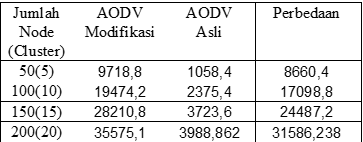 Jumlah Node (Cluster) AODV Modifikasi AODV Asli Perbedaan
50(5) 9718,8 1058,4 8660,4
100(10) 19474,2 2375,4 17098,8
150(15) 28210,8 3723,6 24487,2
200(20) 35575,1 3988,862 31586,238